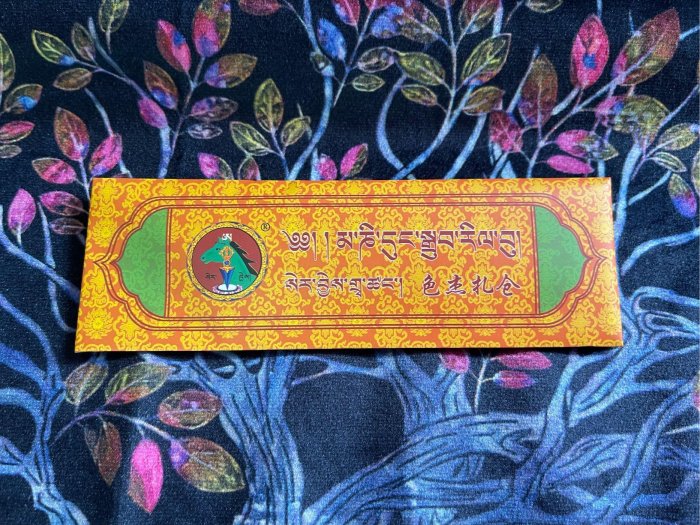 ༄༅། །མ་ཎི་དུང་སྒྲུབ་རིལ་བུ།
སེར་བྱེས་གྲྭ་ཚང་། 色杰扎仓
®
སེར་ བྱེས།